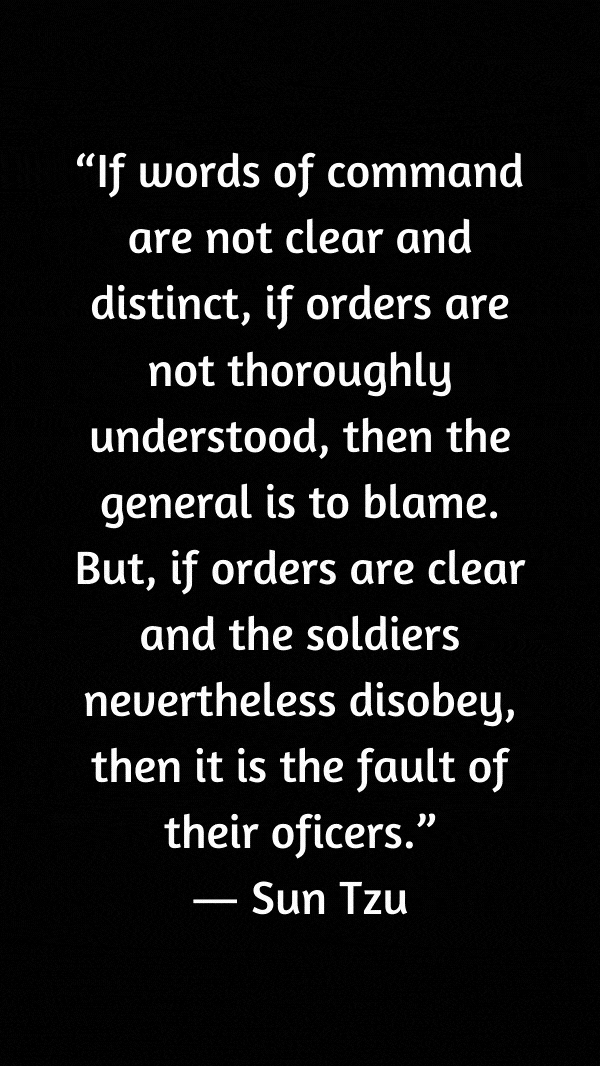 “If words of command
are not clear and
distinct, if orders are
not thoroughly
understood, then the
general is to blame.
But, if orders are clear
and the soldiers
nevertheless disobey,
then it is the fault of
their oficers.”
— Sun Tzu